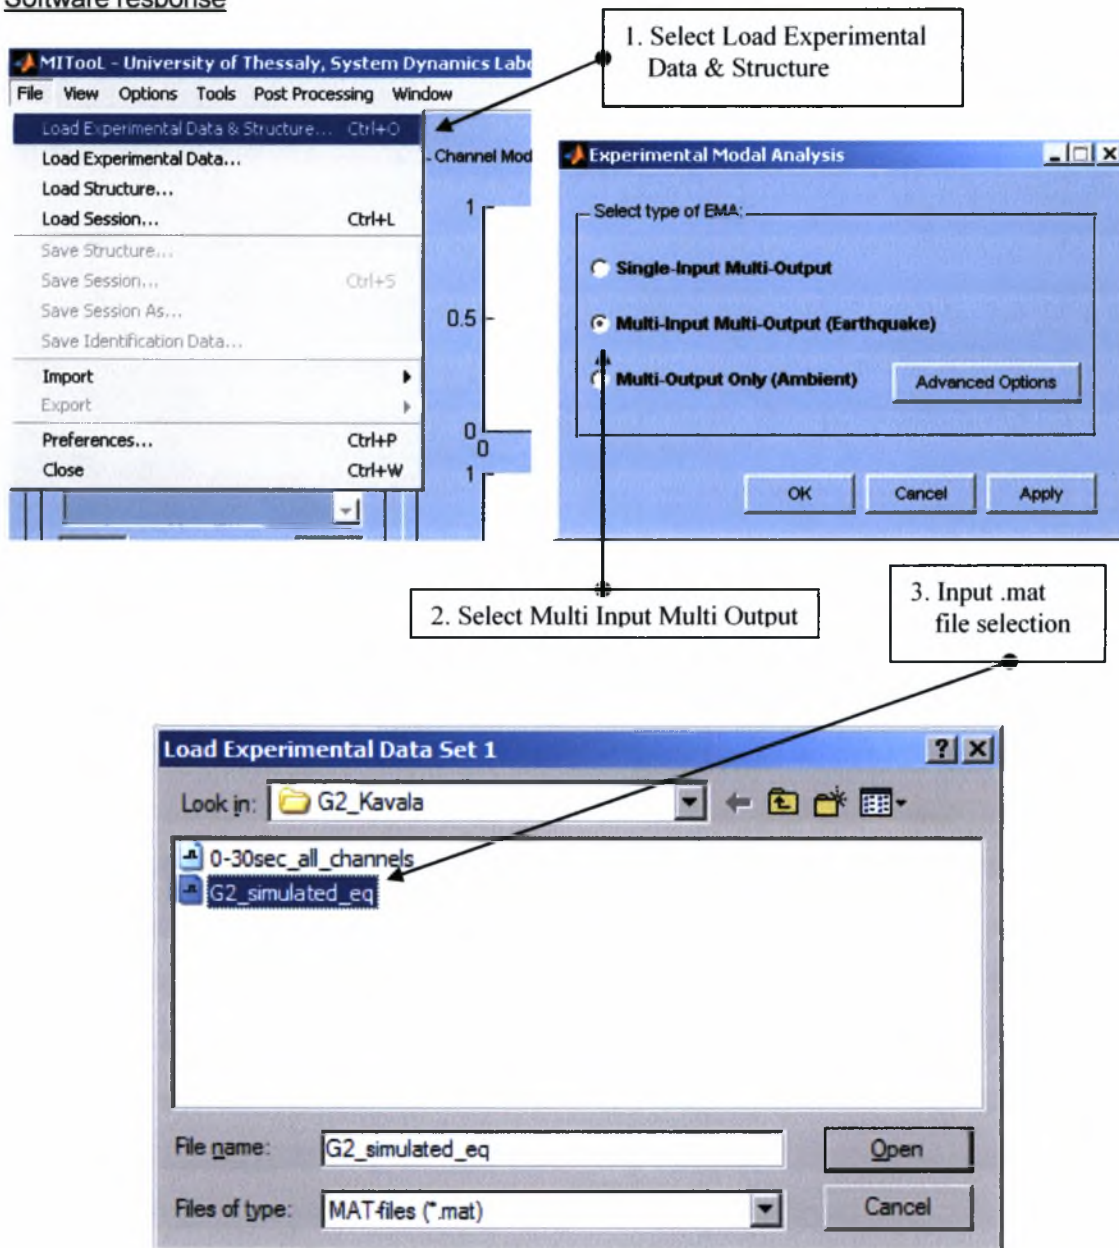 Software response
1. Select Load Experimental
Data & Structure
MITooL - University of Thessaly, System Dynamics Labo
File View Options Tools Post Processing Window
Load Experimental Data & Structure... Ctrl+O
Load Experimental Data...
Load Structure...
Load Session... Ctrl+L
Save Structure...
Save Session... Ctrl+S
Save Session As...
Save Identification Data...
Import
Export
Preferences... Ctrl+P
Close Ctrl+W
Channel Mod
1
0.5
0
0
1
Experimental Modal Analysis
Select type of EMA:
Single-Input Multi-Output
Multi-Input Multi-Output (Earthquake)
Multi-Output Only (Ambient) Advanced Options
OK Cancel Apply
2. Select Multi Input Multi Output
3. Input .mat
file selection
Load Experimental Data Set 1
Look in: G2_Kavala
0-30sec_all_channels
G2_simulated_eq
File name: G2_simulated_eq Open
Files of type: MAT-files (*.mat) Cancel